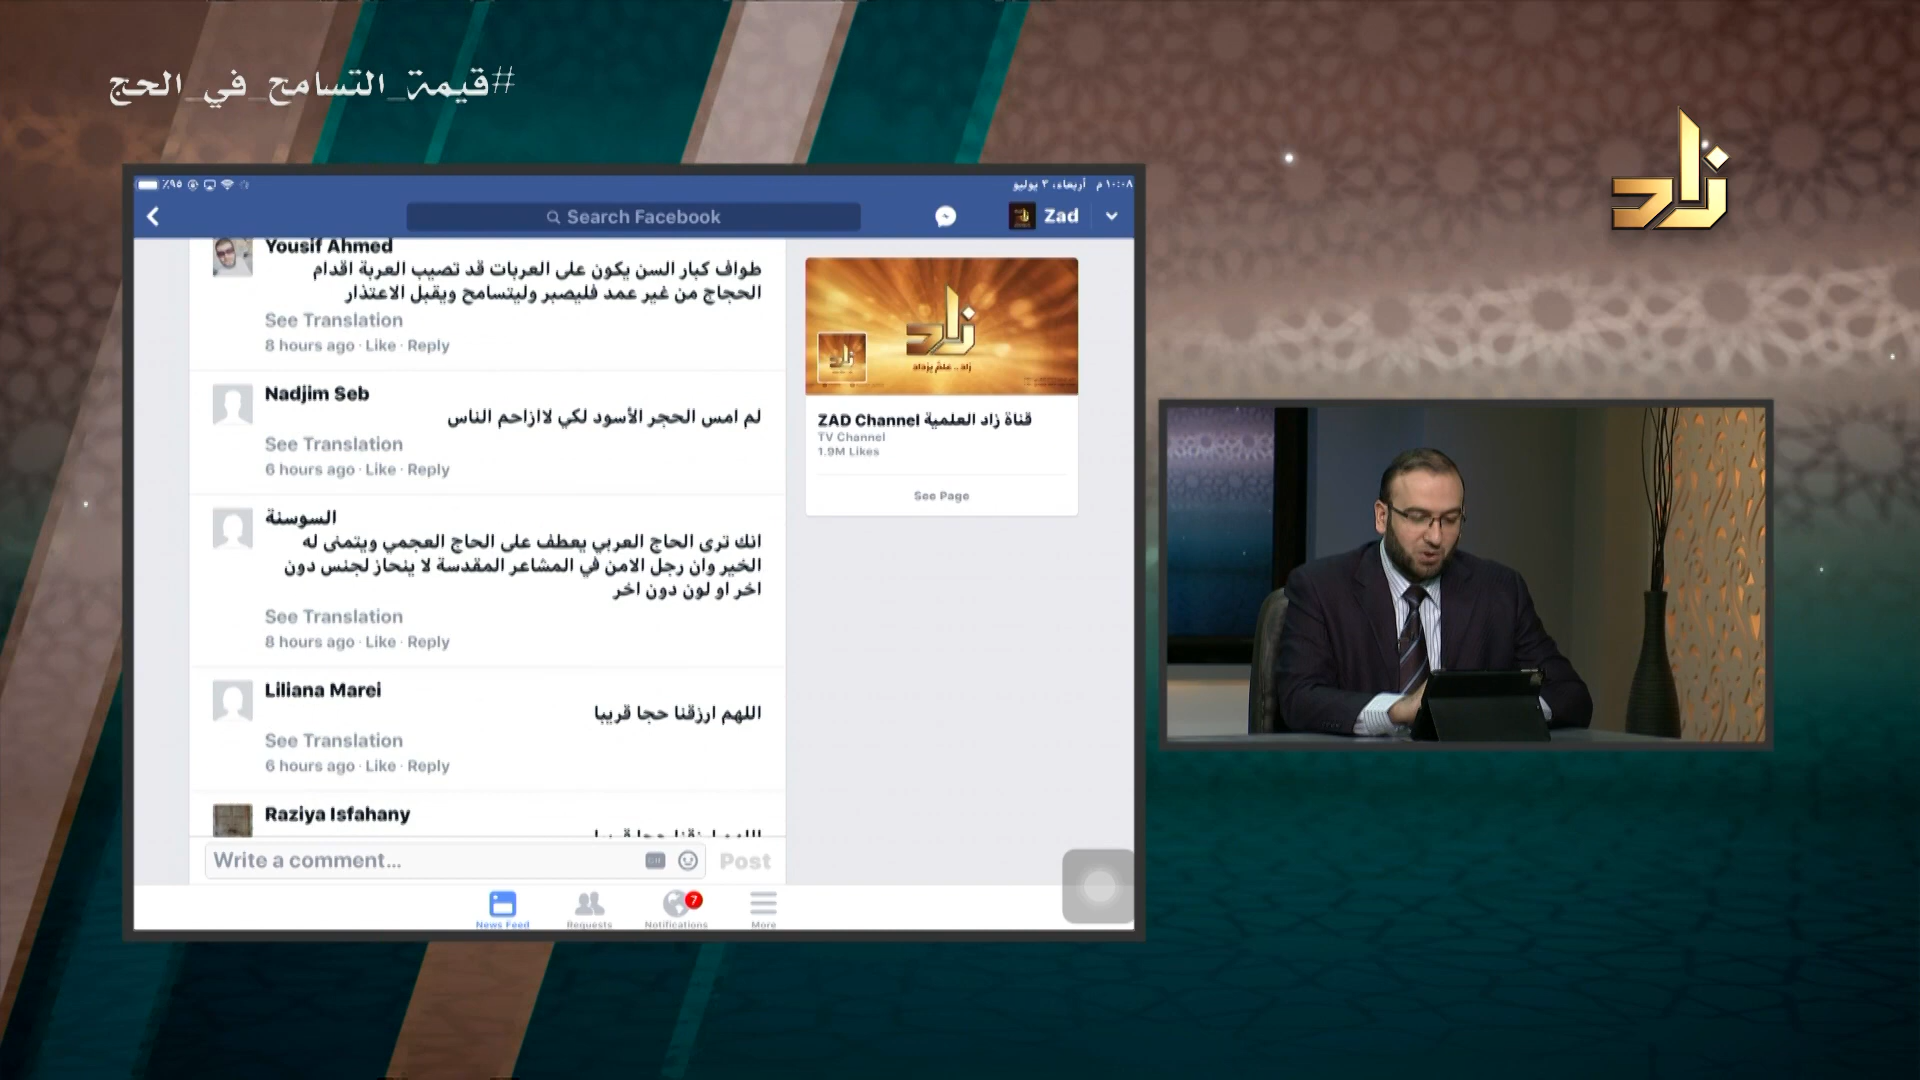 #قيمة_التسامح_في_الحج
زاد
٪٩٥
أربعاء، ٣ يوليو ١٠:٠٨ م
Search Facebook
Zad
Yousif Ahmed
طواف كبار السن يكون على العربات قد تصيب العربة اقدام
الحجاج من غير عمد فليصبر وليتسامح ويقبل الاعتذار
See Translation
8 hours ago · Like · Reply
Nadjim Seb
لم امس الحجر الأسود لكي لاازاحم الناس
See Translation
6 hours ago · Like · Reply
السوسنة
انك ترى الحاج العربي يعطف على الحاج العجمي ويتمنى له
الخير وان رجل الامن في المشاعر المقدسة لا ينحاز لجنس دون
اخر او لون دون اخر
See Translation
8 hours ago · Like · Reply
Liliana Marei
اللهم ارزقنا حجا قريبا
See Translation
6 hours ago · Like · Reply
Raziya Isfahany
Write a comment...
Post
News Feed
Requests
7
Notifications
More
زاد
زاد .. علم يزداد
ZAD Channel قناة زاد العلمية
TV Channel
1.9M Likes
See Page